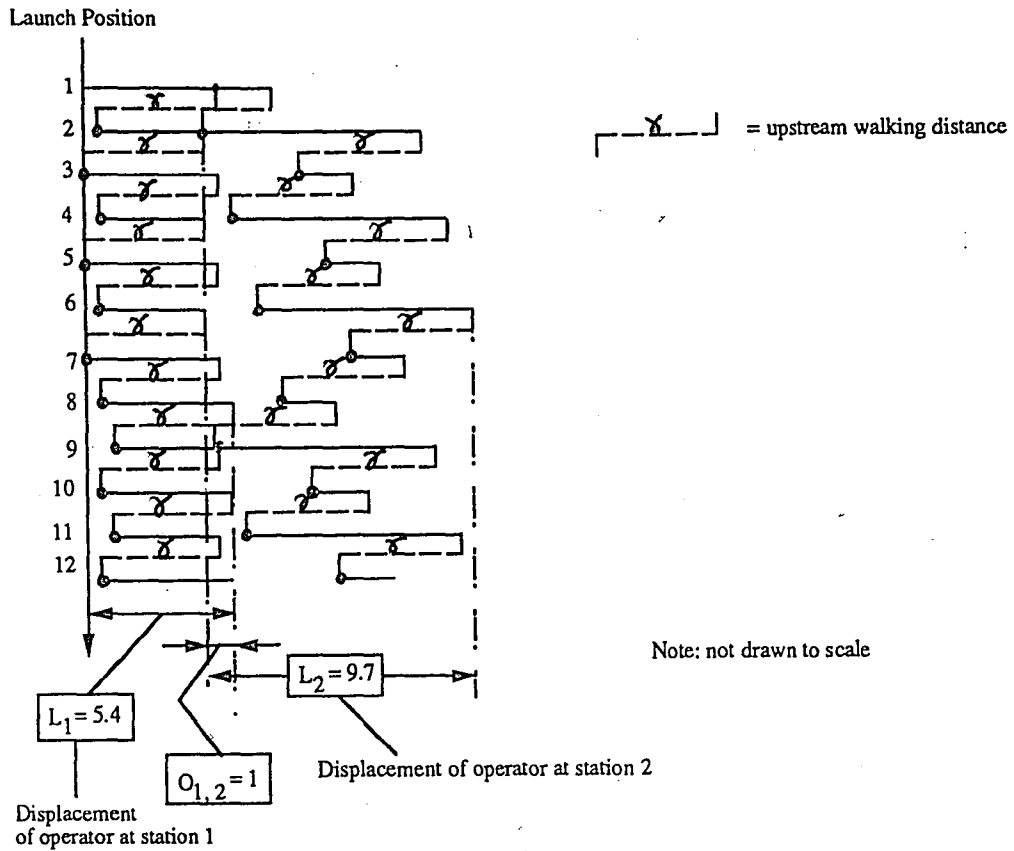 Launch Position
1
ɤ
2
ɤ
ɤ
= upstream walking distance
ɤ
3
ɤ
ɤ
4
ɤ
ɤ
5
ɤ
ɤ
6
ɤ
ɤ
7
ɤ
ɤ
8
ɤ
ɤ
9
ɤ
ɤ
10
ɤ
ɤ
11
ɤ
ɤ
12
Note: not drawn to scale
L2 = 9.7
L1 = 5.4
O1, 2 = 1
Displacement of operator at station 2
Displacement
of operator at station 1